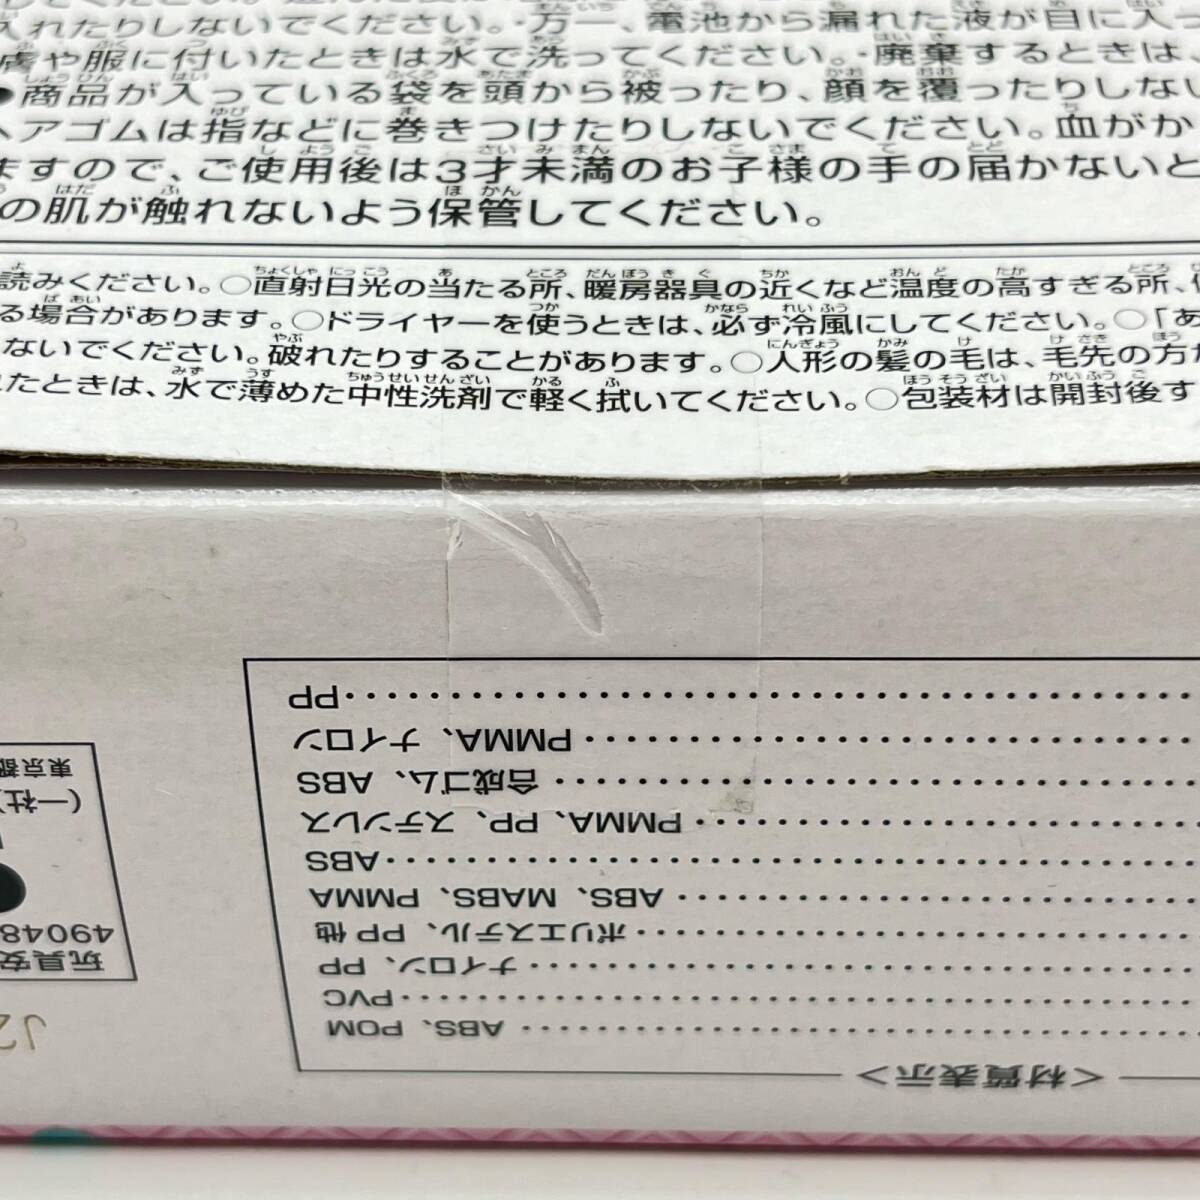 入れたりしないでください。・万一、電池から漏れた液が目に入っ
膚や服に付いたときは水で洗ってください。・廃棄するときは、
●商品が入っている袋を頭から被ったり、顔を覆ったりしない
ヘアゴムは指などに巻きつけたりしないでください。血がか
ますので、ご使用後は3才未満のお子様の手の届かないと
の肌が触れないよう保管してください。
読みください。○直射日光の当たる所、暖房器具の近くなど温度の高すぎる所、
る場合があります。○ドライヤーを使うときは、必ず冷風にしてください。○「あ
ないでください。破れたりすることがあります。○人形の髪の毛は、毛先の方か
たときは、水で薄めた中性洗剤で軽く拭いてください。○包装材は開封後す
<材質表示>
ABS、POM
PVC
ナイロン、PP
ポリエステル、PP 他
ABS、MABS、PMMA
ABS
PMMA、PP、ステンレス
合成ゴム、ABS
PMMA、ナイロン
PP
玩具安
49048
(一社)
東京都